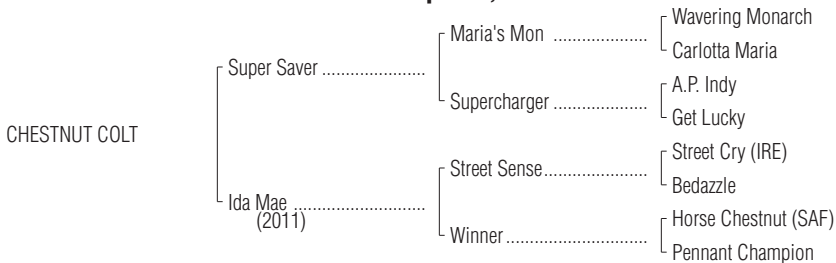 Wavering Monarch
Maria's Mon ....................
Carlotta Maria
Super Saver ......................
A.P. Indy
Supercharger ....................
Get Lucky
CHESTNUT COLT
Street Cry (IRE)
Street Sense................
Bedazzle
Ida Mae ............................
(2011)
Horse Chestnut (SAF)
Winner ..............................
Pennant Champion